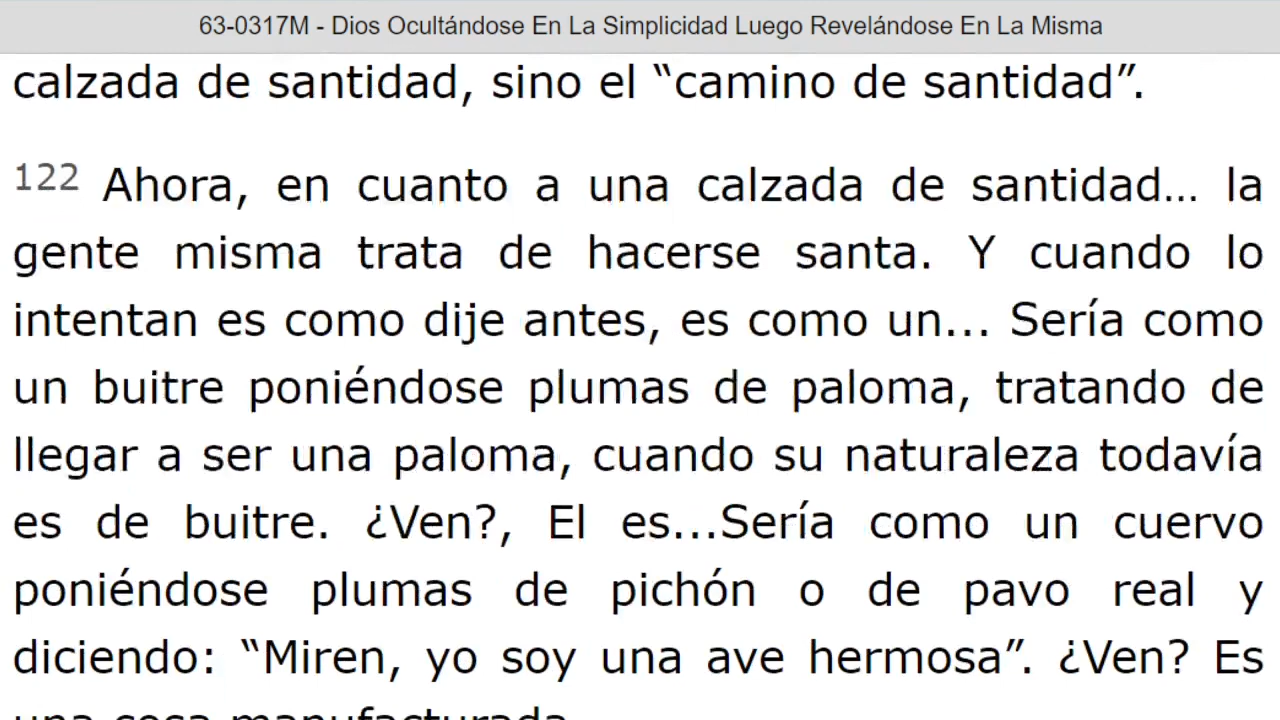 63-0317M - Dios Ocultándose En La Simplicidad Luego Revelándose En La Misma
calzada de santidad, sino el “camino de santidad”.
122 Ahora, en cuanto a una calzada de santidad... la
gente misma trata de hacerse santa. Y cuando lo
intentan es como dije antes, es como un... Sería como
un buitre poniéndose plumas de paloma, tratando de
llegar a ser una paloma, cuando su naturaleza todavía
es de buitre. ¿Ven?, El es...Sería como un cuervo
poniéndose plumas de pichón o de pavo real y
diciendo: “Miren, yo soy una ave hermosa”. ¿Ven? Es
una cosa manufacturada.